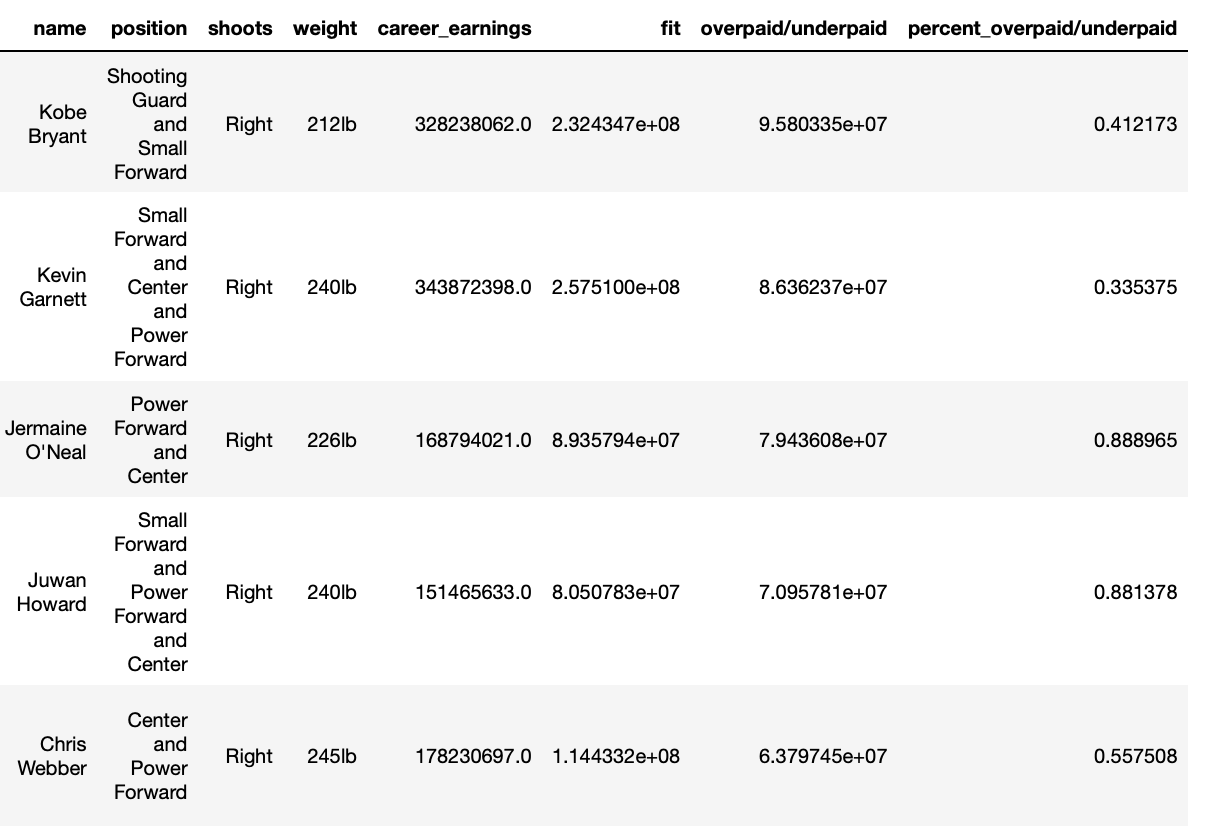 name position shoots weight career_earnings fit overpaid/underpaid percent_overpaid/underpaid
Kobe Bryant Shooting Guard and Small Forward Right 212lb 328238062.0 2.324347e+08 9.580335e+07 0.412173
Kevin Garnett Small Forward and Center and Power Forward Right 240lb 343872398.0 2.575100e+08 8.636237e+07 0.335375
Jermaine O'Neal Power Forward and Center Right 226lb 168794021.0 8.935794e+07 7.943608e+07 0.888965
Juwan Howard Small Forward and Power Forward and Center Right 240lb 151465633.0 8.050783e+07 7.095781e+07 0.881378
Chris Webber Center and Power Forward Right 245lb 178230697.0 1.144332e+08 6.379745e+07 0.557508